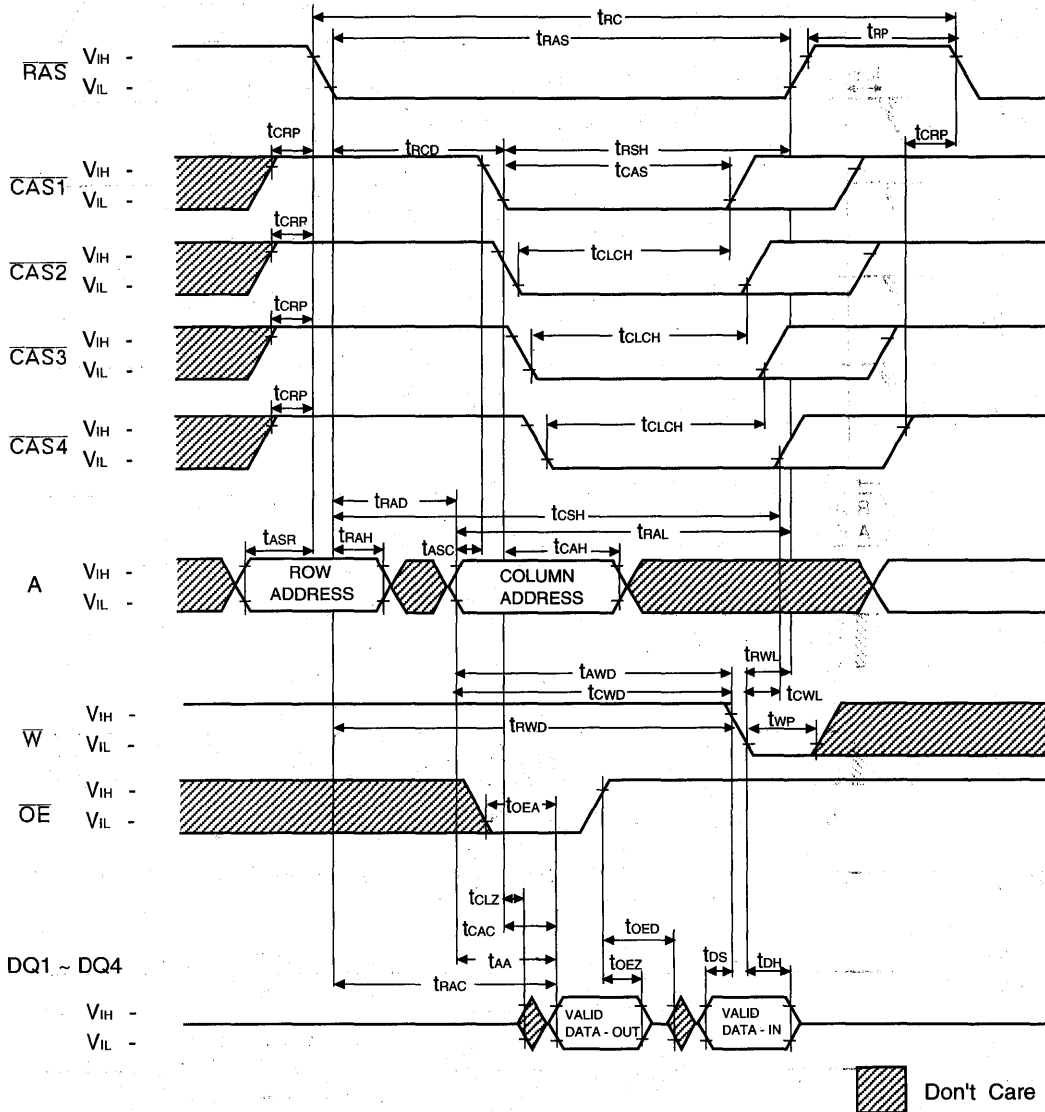 tRC
tRAS
tRP
RAS
VIH -
VIL -
tCRP
tRCD
tRSH
tCRP
tCAS
CAS1
VIH -
VIL -
tCRP
tCLCH
CAS2
VIH -
VIL -
tCRP
tCLCH
CAS3
VIH -
VIL -
tCRP
tCLCH
CAS4
VIH -
VIL -
tRAD
tCSH
tRAL
tASR
tRAH
tASC
tCAH
A
VIH -
VIL -
ROW ADDRESS
COLUMN ADDRESS
tRWL
tAWD
tCWD
tCWL
tRWD
tWP
W
VIH -
VIL -
OE
VIH -
VIL -
tOEA
tCLZ
tCAC
tOED
tAA
tOEZ
tDS
tDH
tRAC
DQ1 ~ DQ4
VIH -
VIL -
VALID DATA - OUT
VALID DATA - IN
Don't Care